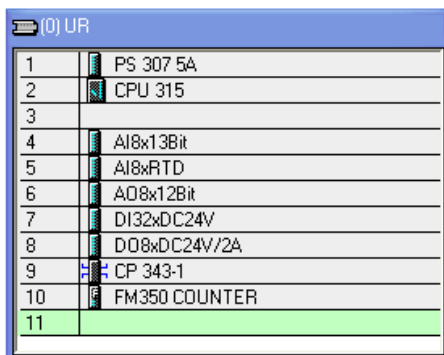 (0) UR
1 PS 307 5A
2 CPU 315
3
4 AI8x13Bit
5 AI8xRTD
6 AO8x12Bit
7 DI32xDC24V
8 DO8xDC24V/2A
9 CP 343-1
10 FM350 COUNTER
11